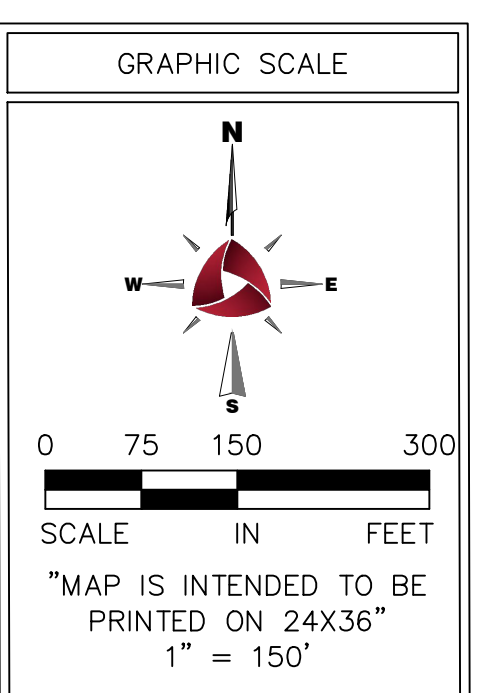 GRAPHIC SCALE
N
W E
S
0 75 150 300
SCALE IN FEET
"MAP IS INTENDED TO BE
PRINTED ON 24X36"
1" = 150'